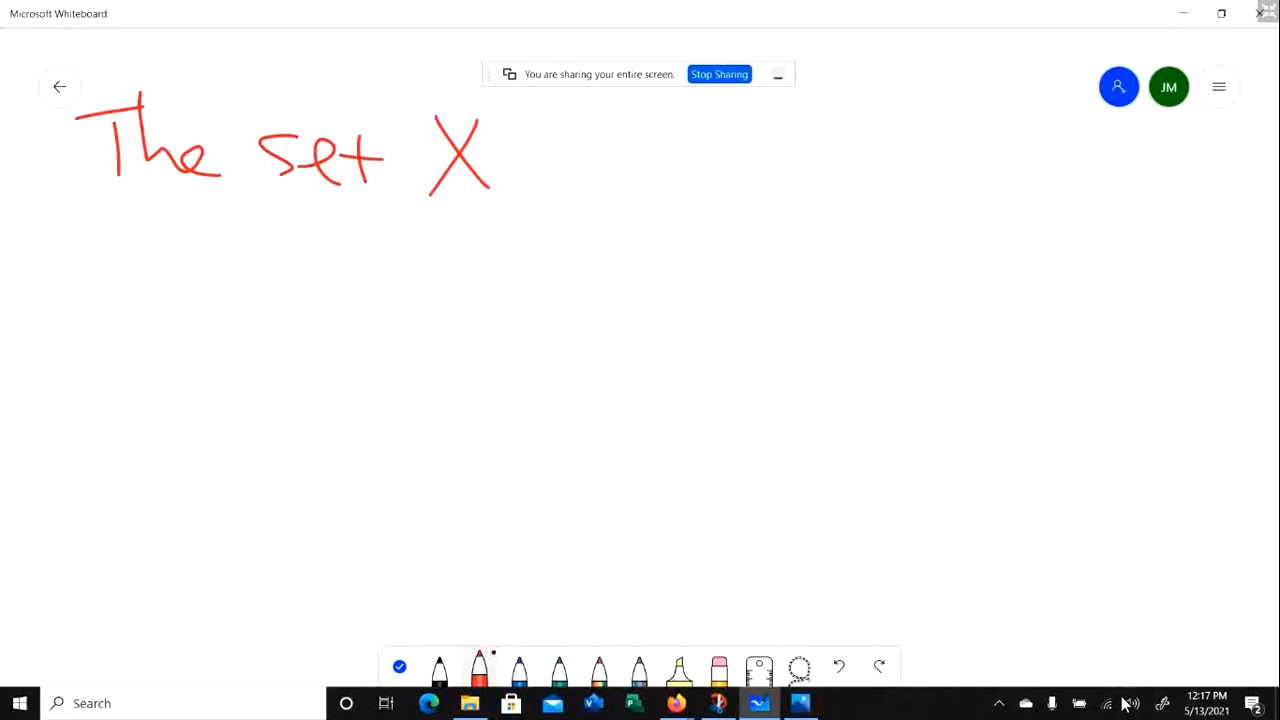 Microsoft Whiteboard
You are sharing your entire screen. Stop Sharing
JM
The set X
Search
12:17 PM
5/13/2021
2